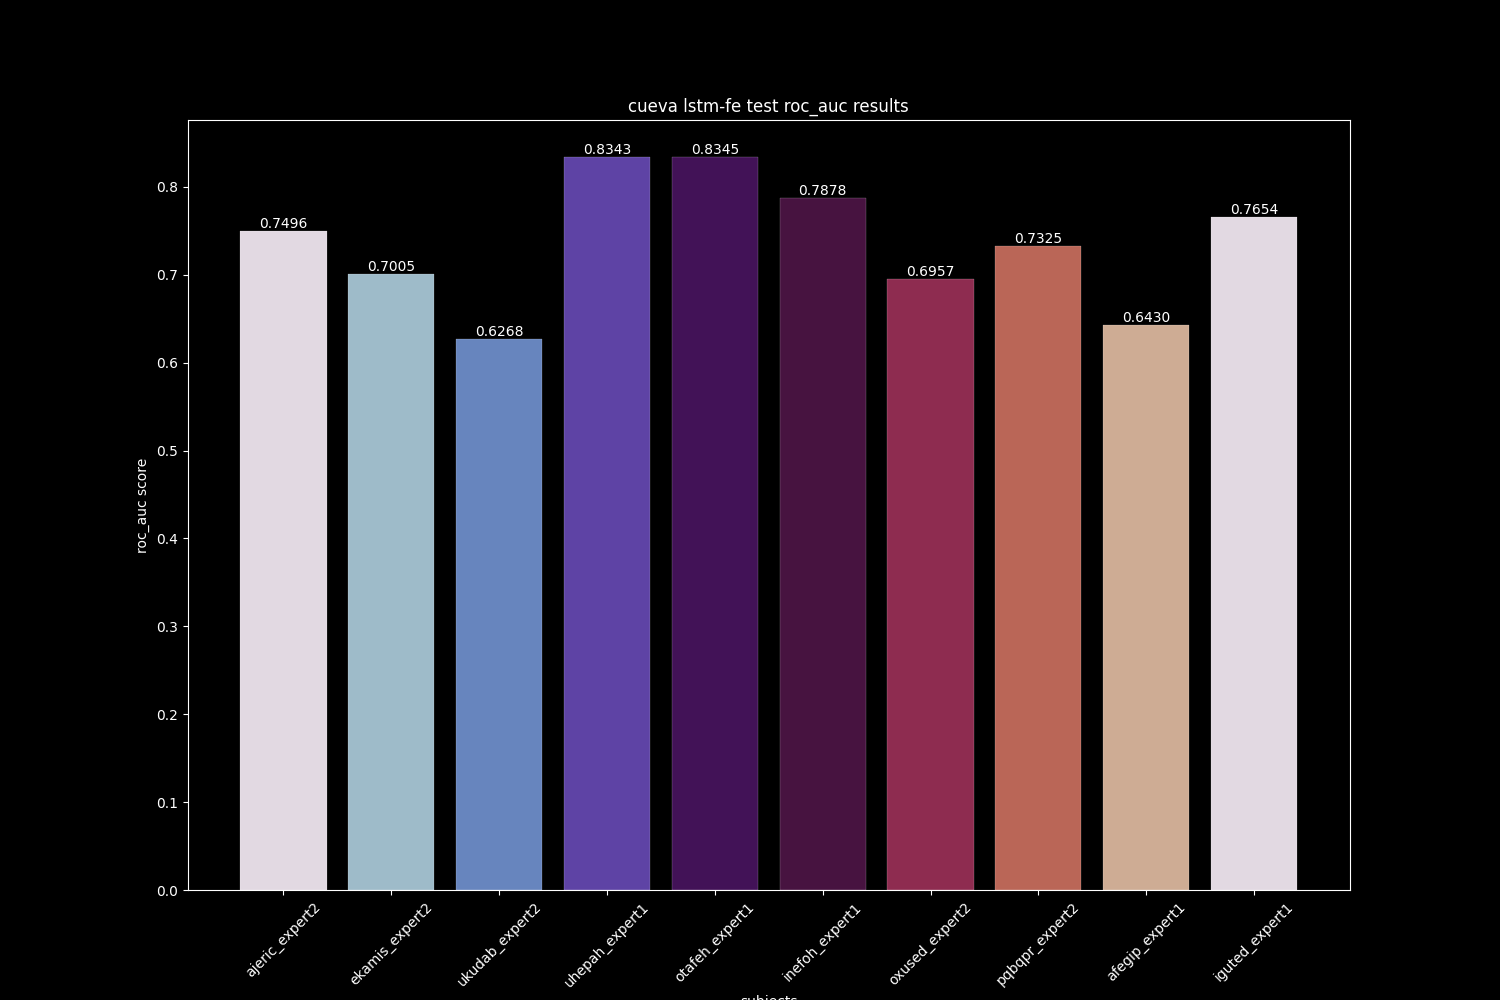 cueva lstm-fe test roc_auc results
0.8343
0.8345
0.7878
0.7654
0.7496
0.7325
0.7005
0.6957
0.6430
0.6268
roc_auc score
0.8
0.7
0.6
0.5
0.4
0.3
0.2
0.1
0.0
ajeric_expert2
ekamis_expert2
ukudab_expert2
uhepah_expert1
otafeh_expert1
inefoh_expert1
oxused_expert2
pqbqpr_expert2
afegip_expert1
iguted_expert1
subjects